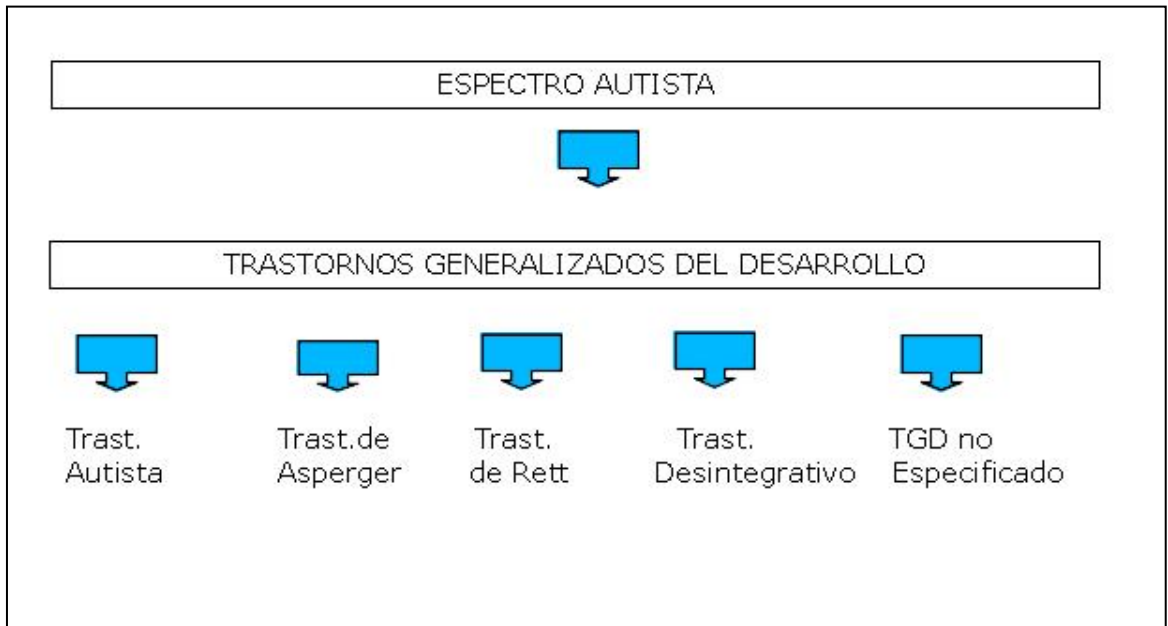 ESPECTRO AUTISTA
TRASTORNOS GENERALIZADOS DEL DESARROLLO
Trast.
Autista
Trast.de
Asperger
Trast.
de Rett
Trast.
Desintegrativo
TGD no
Especificado